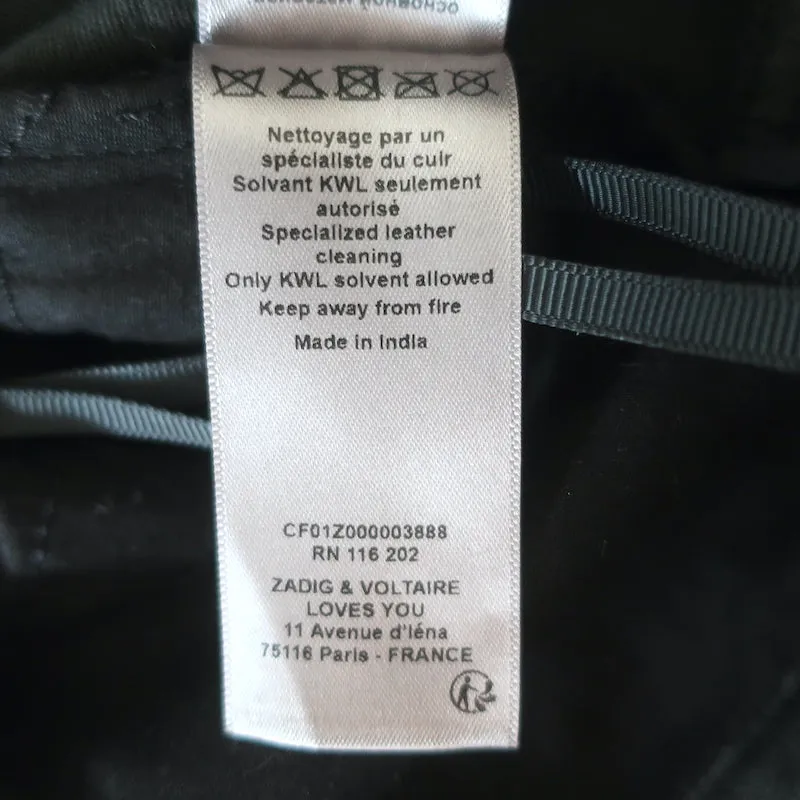 Nettoyage par un
spécialiste du cuir
Solvant KWL seulement
autorisé
Specialized leather
cleaning
Only KWL solvent allowed
Keep away from fire
Made in India
CF01Z000003888
RN 116 202
ZADIG & VOLTAIRE
LOVES YOU
11 Avenue d'Iéna
75116 Paris - FRANCE